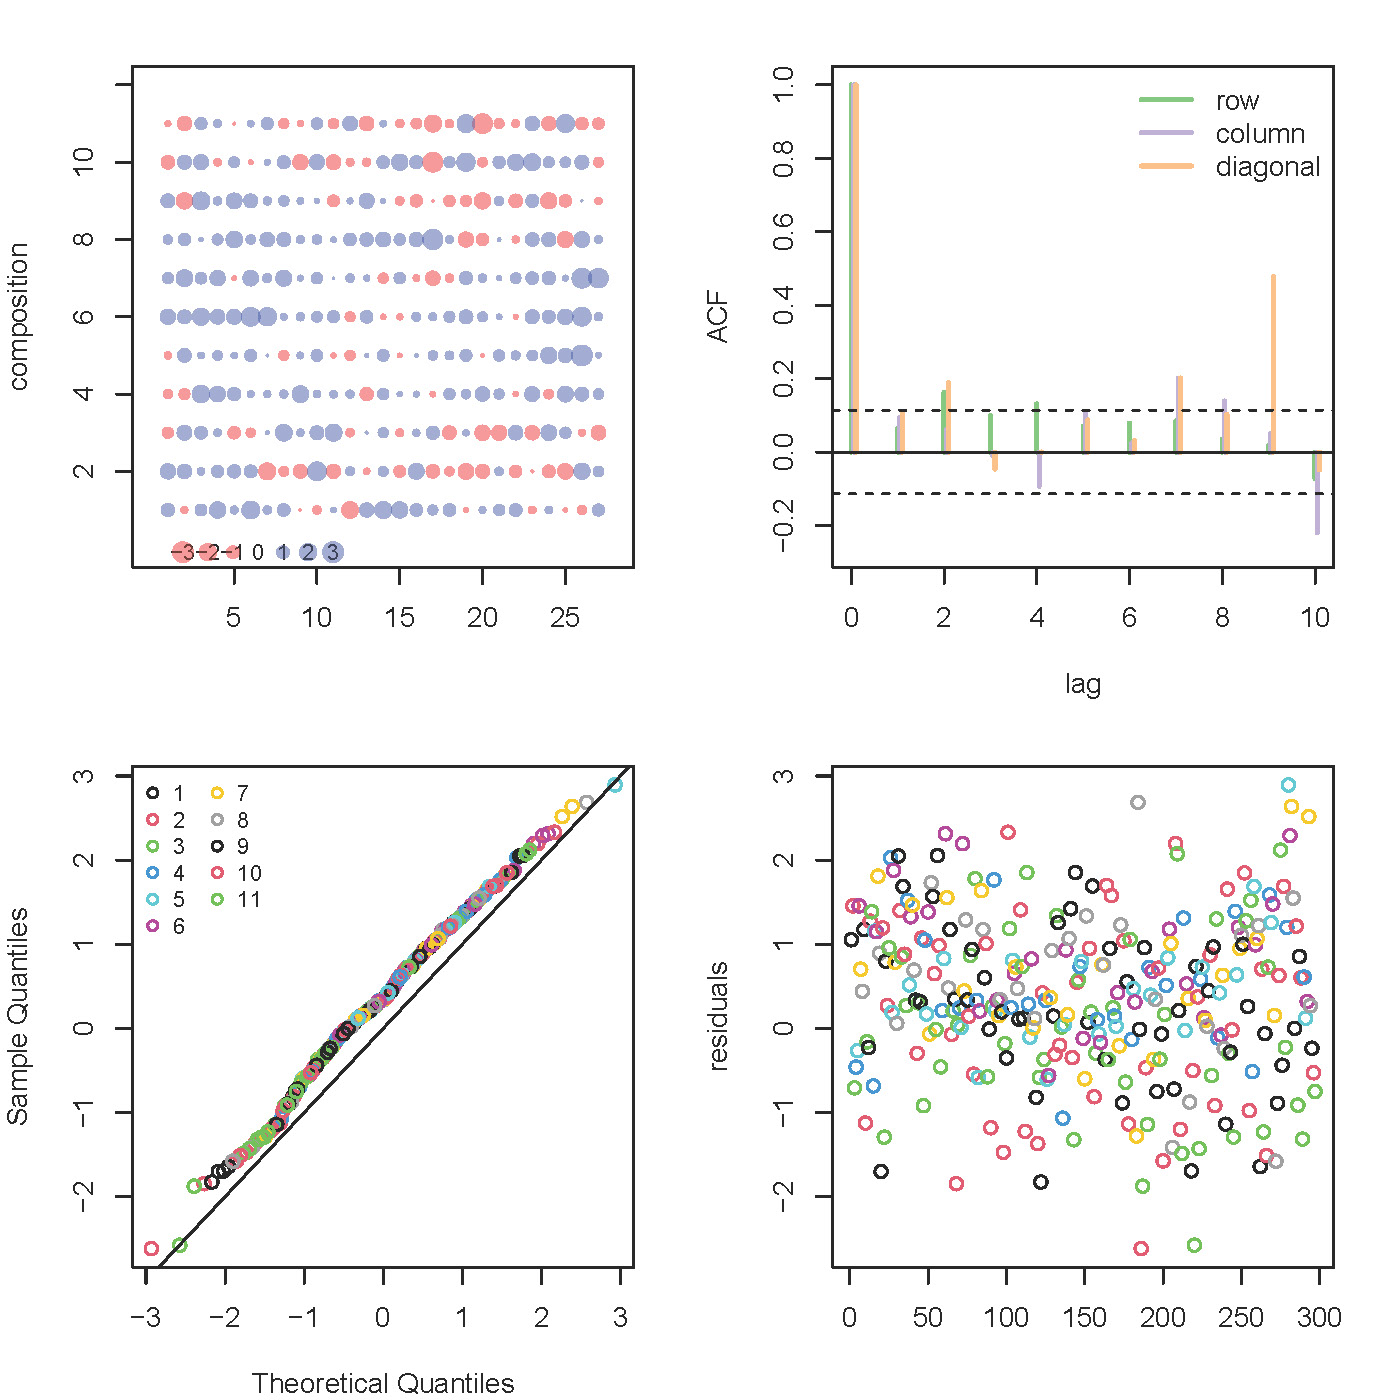 composition
10
8
6
4
2
−3 −2 −1 0 1 2 3
5 10 15 20 25
ACF
1.0
0.8
0.6
0.4
0.2
0.0
−0.2
row
column
diagonal
0 2 4 6 8 10
lag
Sample Quantiles
3
2
1
0
−1
−2
1 7
2 8
3 9
4 10
5 11
6
−3 −2 −1 0 1 2 3
Theoretical Quantiles
residuals
3
2
1
0
−1
−2
0 50 100 150 200 250 300